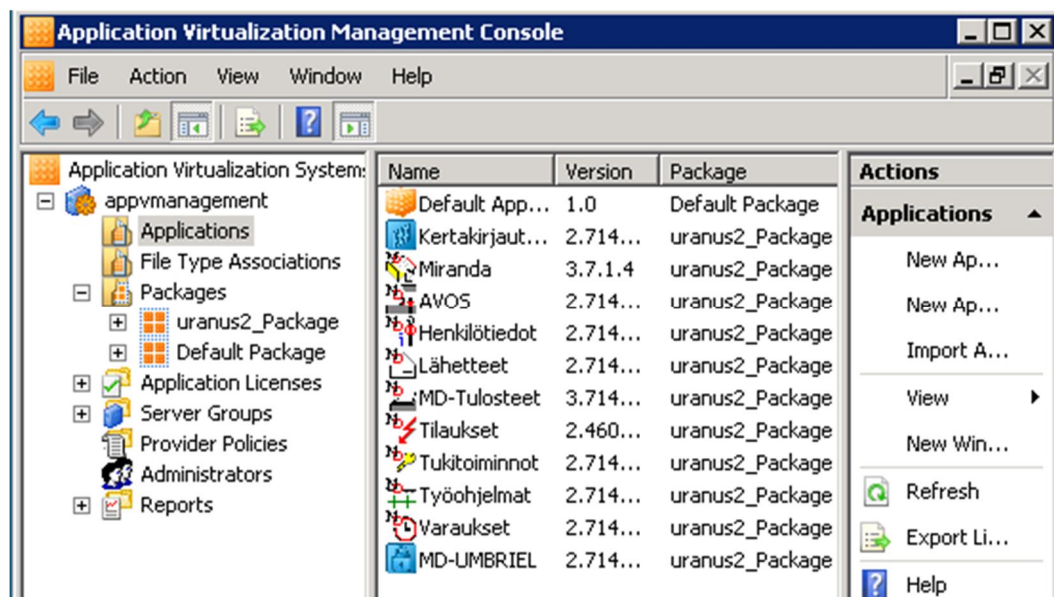 Application Virtualization Management Console
File Action View Window Help
Application Virtualization System:
appvmanagement
Applications
File Type Associations
Packages
uranus2_Package
Default Package
Application Licenses
Server Groups
Provider Policies
Administrators
Reports
Name Version Package
Default App... 1.0 Default Package
Kertakirjaut... 2.714... uranus2_Package
Miranda 3.7.1.4 uranus2_Package
AVOS 2.714... uranus2_Package
Henkilötiedot 2.714... uranus2_Package
Lähetteet 2.714... uranus2_Package
MD-Tulosteet 3.714... uranus2_Package
Tilaukset 2.460... uranus2_Package
Tukitoiminnot 2.714... uranus2_Package
Työohjelmat 2.714... uranus2_Package
Varaukset 2.714... uranus2_Package
MD-UMBRIEL 2.714... uranus2_Package
Actions
Applications
New Ap...
New Ap...
Import A...
View
New Win...
Refresh
Export Li...
Help